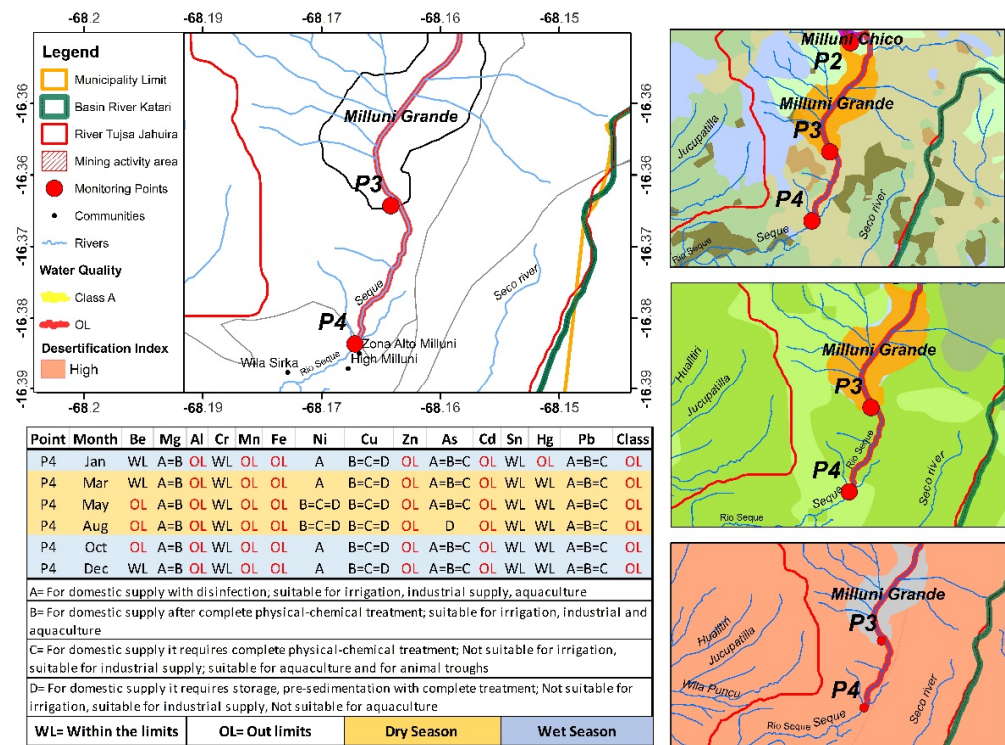 -68.2 -68.19 -68.17 -68.15
Legend
Municipality Limit
Basin River Katari
River Tujsa Jahuira
Mining activity area
Monitoring Points
Communities
Rivers
Water Quality
Class A
OL
Desertification Index
High
-16.36
-16.36
-16.37
-16.38
-16.39
Milluni Grande
P3
Seque
Seco river
P4
Zona Alto Milluni
High Milluni
Wila Sirka
Rio Seque
-16.36
-16.36
-16.37
-16.38
-16.39
-68.2 -68.19 -68.17 -68.15
Milluni Chico
P2
Milluni Grande
P3
Jucupatilla
P4
Seque
Rio Seque
Seco river
Milluni Grande
Hualltiri
Jucupatilla
P3
Rio Seque
P4
Seque
Rio Seque
Seco river
Milluni Grande
P3
Hualltiri
Jucupatilla
Wila Puncu
P4
Rio Seque
Seque
Seco river
Point Month Be Mg Al Cr Mn Fe Ni Cu Zn As Cd Sn Hg Pb Class
P4 Jan WL A=B OL WL OL OL A B=C=D OL A=B=C OL WL OL A=B=C OL
P4 Mar WL A=B OL WL OL OL A B=C=D OL A=B=C OL WL WL A=B=C OL
P4 May OL A=B OL WL OL OL B=C=D B=C=D OL A=B=C OL WL WL A=B=C OL
P4 Aug OL A=B OL WL OL OL B=C=D B=C=D OL D OL WL WL A=B=C OL
P4 Oct OL A=B OL WL OL OL A B=C=D OL A=B=C OL WL WL A=B=C OL
P4 Dec WL A=B OL WL OL OL A B=C=D OL A=B=C OL WL WL A=B=C OL
A= For domestic supply with disinfection; suitable for irrigation, industrial supply, aquaculture
B= For domestic supply after complete physical-chemical treatment; suitable for irrigation, industrial and
aquaculture
C= For domestic supply it requires complete physical-chemical treatment; Not suitable for irrigation,
suitable for industrial supply; suitable for aquaculture and for animal troughs
D= For domestic supply it requires storage, pre-sedimentation with complete treatment; Not suitable for
irrigation, suitable for industrial supply, Not suitable for aquaculture
WL= Within the limits OL= Out limits Dry Season Wet Season